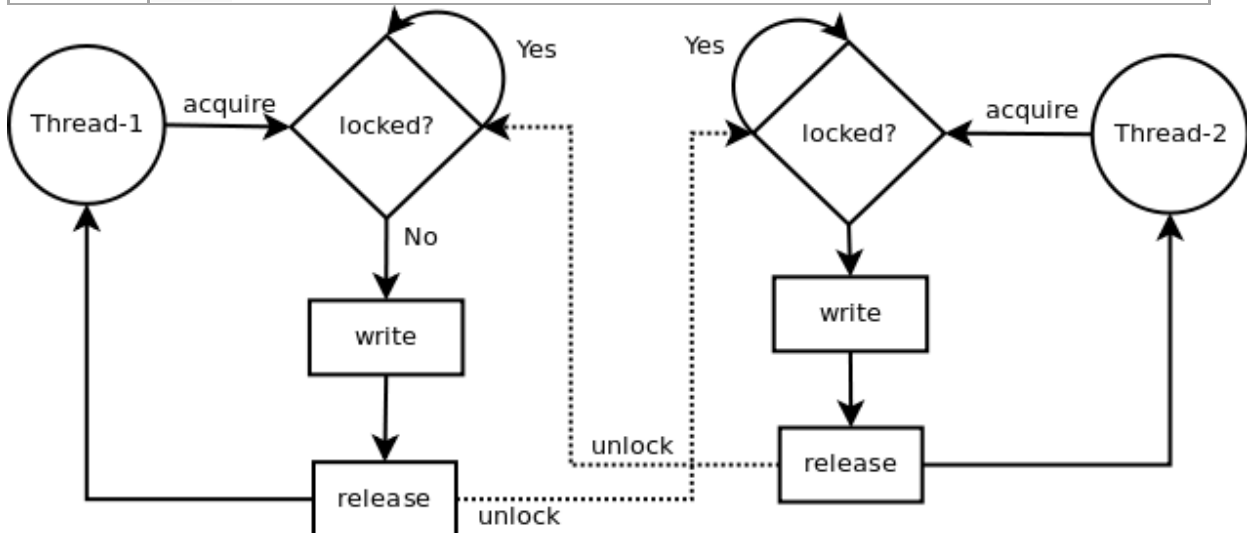 Yes
Yes
acquire
acquire
Thread-1
locked?
locked?
Thread-2
No
write
write
unlock
release
release
unlock